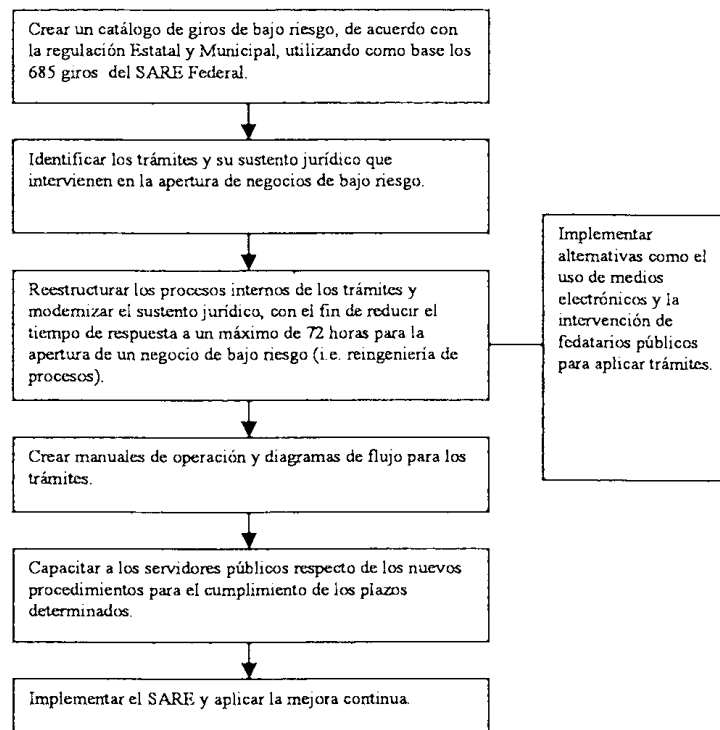 Crear un catálogo de giros de bajo riesgo, de acuerdo con
la regulación Estatal y Municipal, utilizando como base los
685 giros del SARE Federal.
Identificar los trámites y su sustento jurídico que
intervienen en la apertura de negocios de bajo riesgo.
Reestructurar los procesos internos de los trámites y
modernizar el sustento jurídico, con el fin de reducir el
tiempo de respuesta a un máximo de 72 horas para la
apertura de un negocio de bajo riesgo (i.e. reingeniería de
procesos).
Implementar
alternativas como el
uso de medios
electrónicos y la
intervención de
fedatarios públicos
para aplicar trámites.
Crear manuales de operación y diagramas de flujo para los
trámites.
Capacitar a los servidores públicos respecto de los nuevos
procedimientos para el cumplimiento de los plazos
determinados.
Implementar el SARE y aplicar la mejora continua.